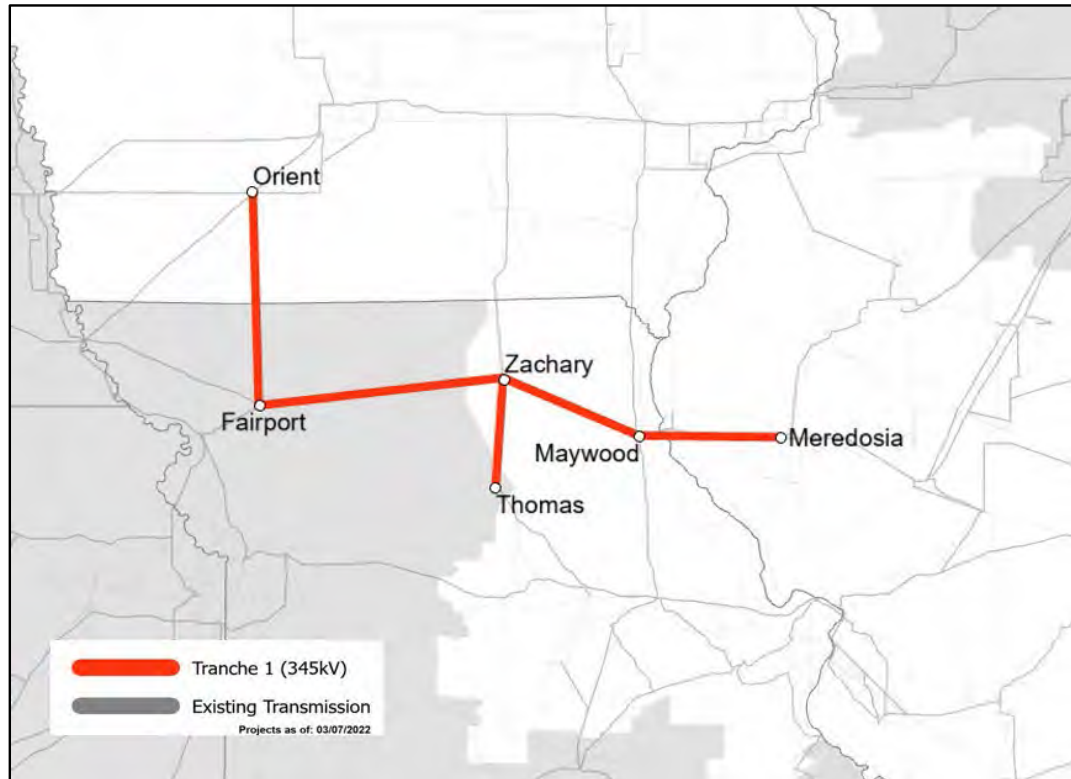 Orient
Zachary
Fairport
Maywood
Meredosia
Thomas
Tranche 1 (345kV)
Existing Transmission
Projects as of: 03/07/2022